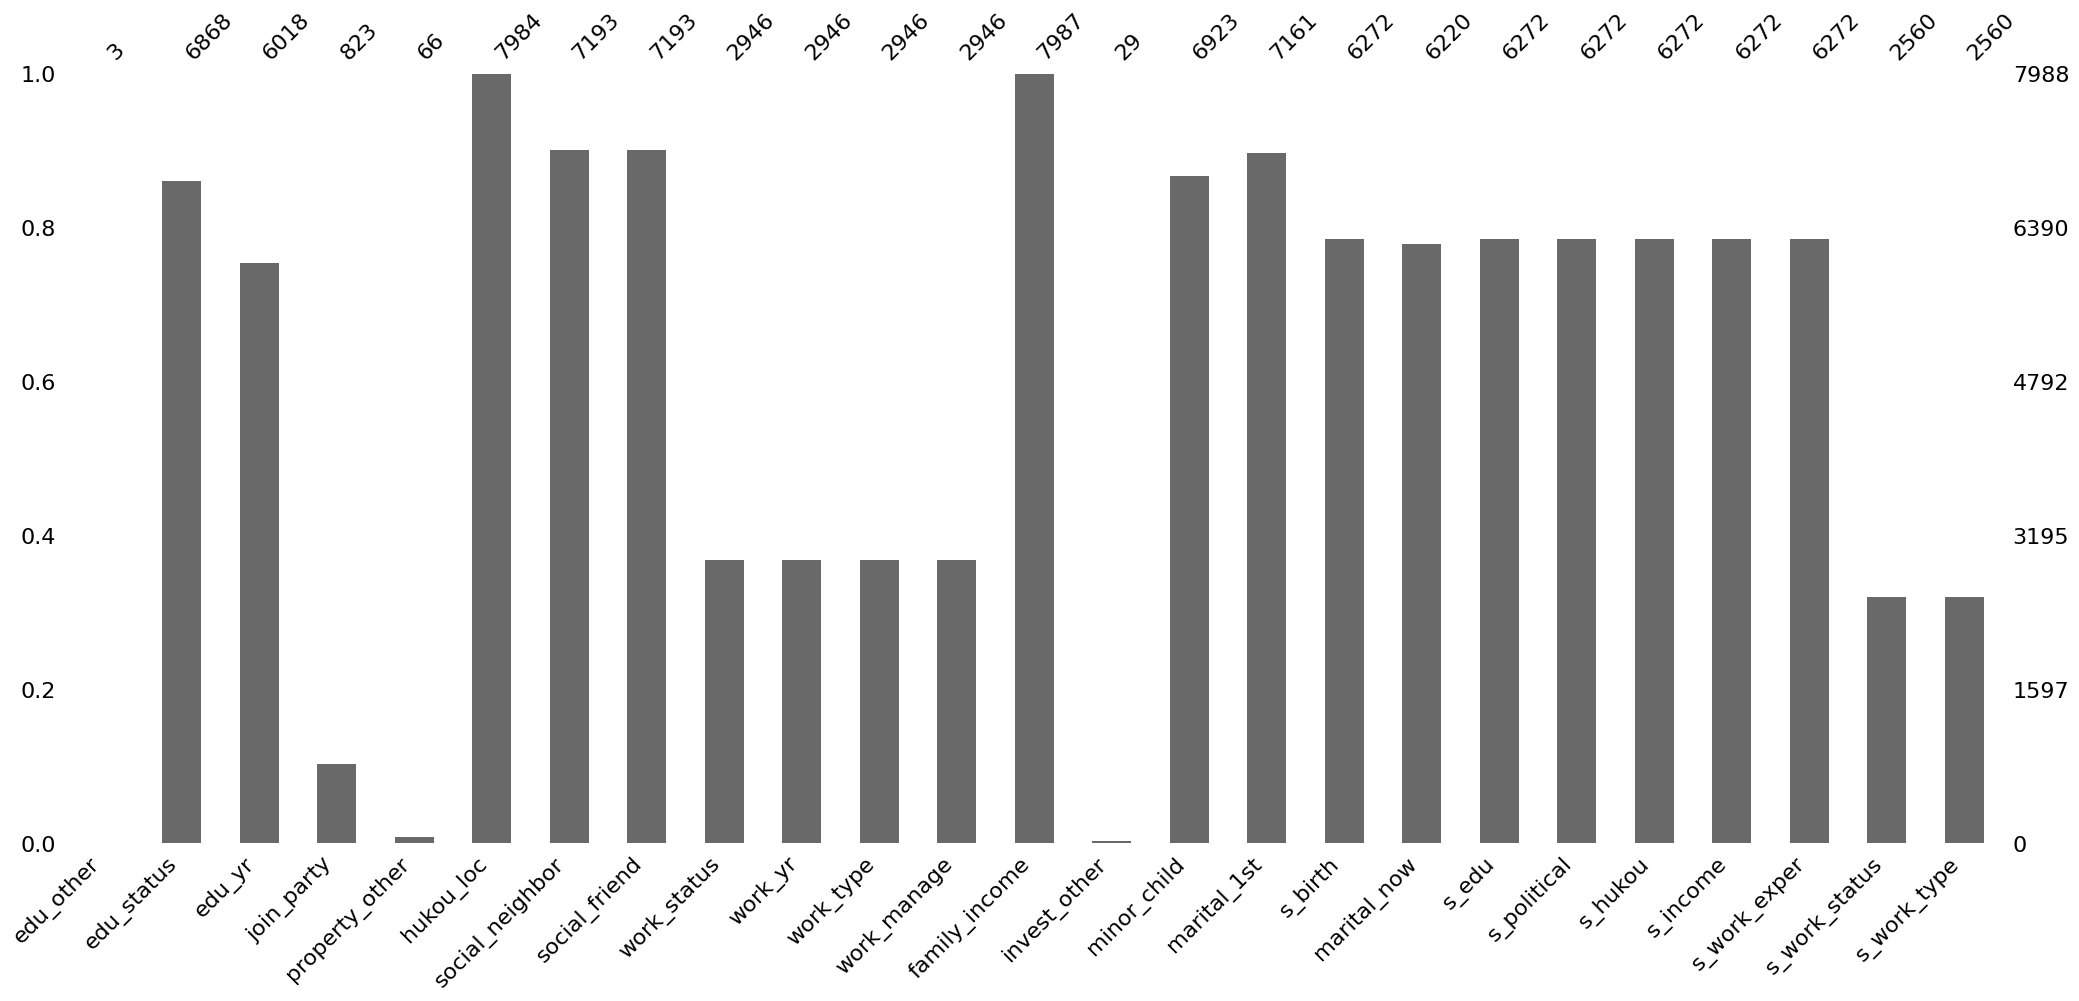 3
6868
6018
823
66
7984
7193
7193
2946
2946
2946
2946
7987
29
6923
7161
6272
6220
6272
6272
6272
6272
6272
2560
2560
1.0
0.8
0.6
0.4
0.2
0.0
7988
6390
4792
3195
1597
0
edu_other
edu_status
edu_yr
join_party
property_other
hukou_loc
social_neighbor
social_friend
work_status
work_yr
work_type
work_manage
family_income
invest_other
minor_child
marital_1st
s_birth
marital_now
s_edu
s_political
s_hukou
s_income
s_work_exper
s_work_status
s_work_type